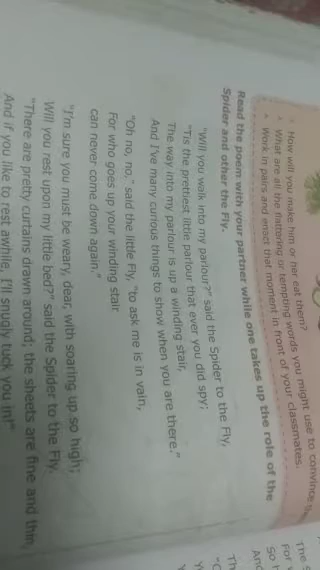 How will you make him or her eat them?
What are all the flattering or tempting words you might use to convince
Work in pairs and enact that moment in front of your classmates.
Read the poem with your partner while one takes up the role of the
Spider and other the Fly.
"Will you walk into my parlour?" said the Spider to the Fly,
"Tis the prettiest little parlour that ever you did spy;
The way into my parlour is up a winding stair,
And I've many curious things to show when you are there."
"Oh no, no," said the little Fly, "to ask me is in vain,
For who goes up your winding stair
can never come down again."
"I'm sure you must be weary, dear, with soaring up so high;
Will you rest upon my little bed?" said the Spider to the Fly.
"There are pretty curtains drawn around; the sheets are fine and thin,
And if you like to rest awhile, I'll snugly tuck you in!"
The
For
So
And